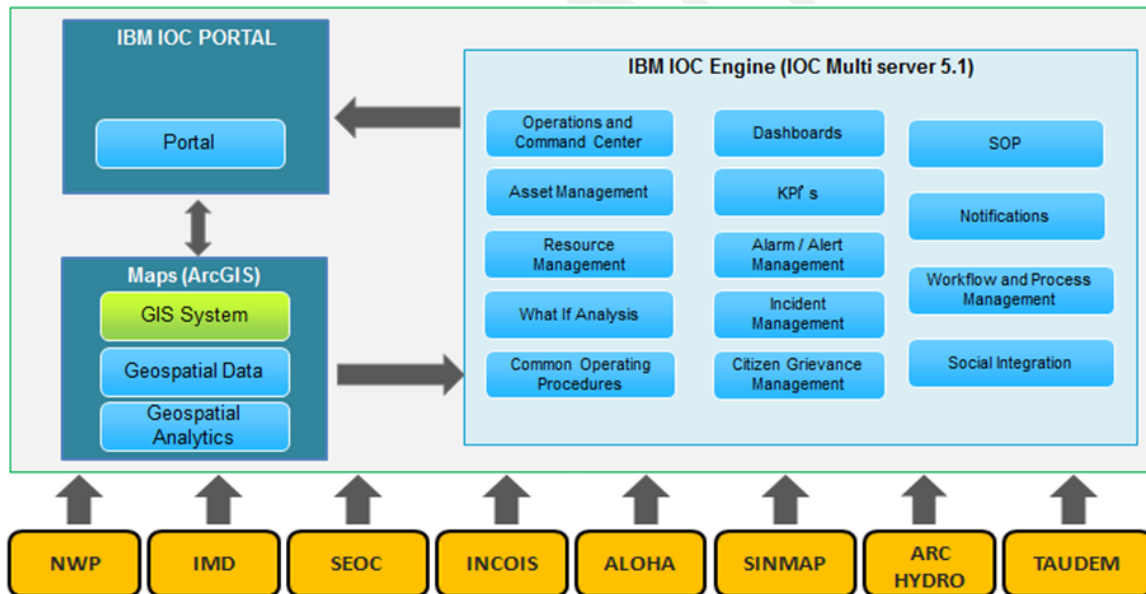 IBM IOC PORTAL
Portal
Maps (ArcGIS)
GIS System
Geospatial Data
Geospatial
Analytics
IBM IOC Engine (IOC Multi server 5.1)
Operations and
Command Center
Asset Management
Resource
Management
What If Analysis
Common Operating
Procedures
Dashboards
KPI's
Alarm / Alert
Management
Incident
Management
Citizen Grievance
Management
SOP
Notifications
Workflow and Process
Management
Social Integration
NWP
IMD
SEOC
INCOIS
ALOHA
SINMAP
ARC
HYDRO
TAUDEM